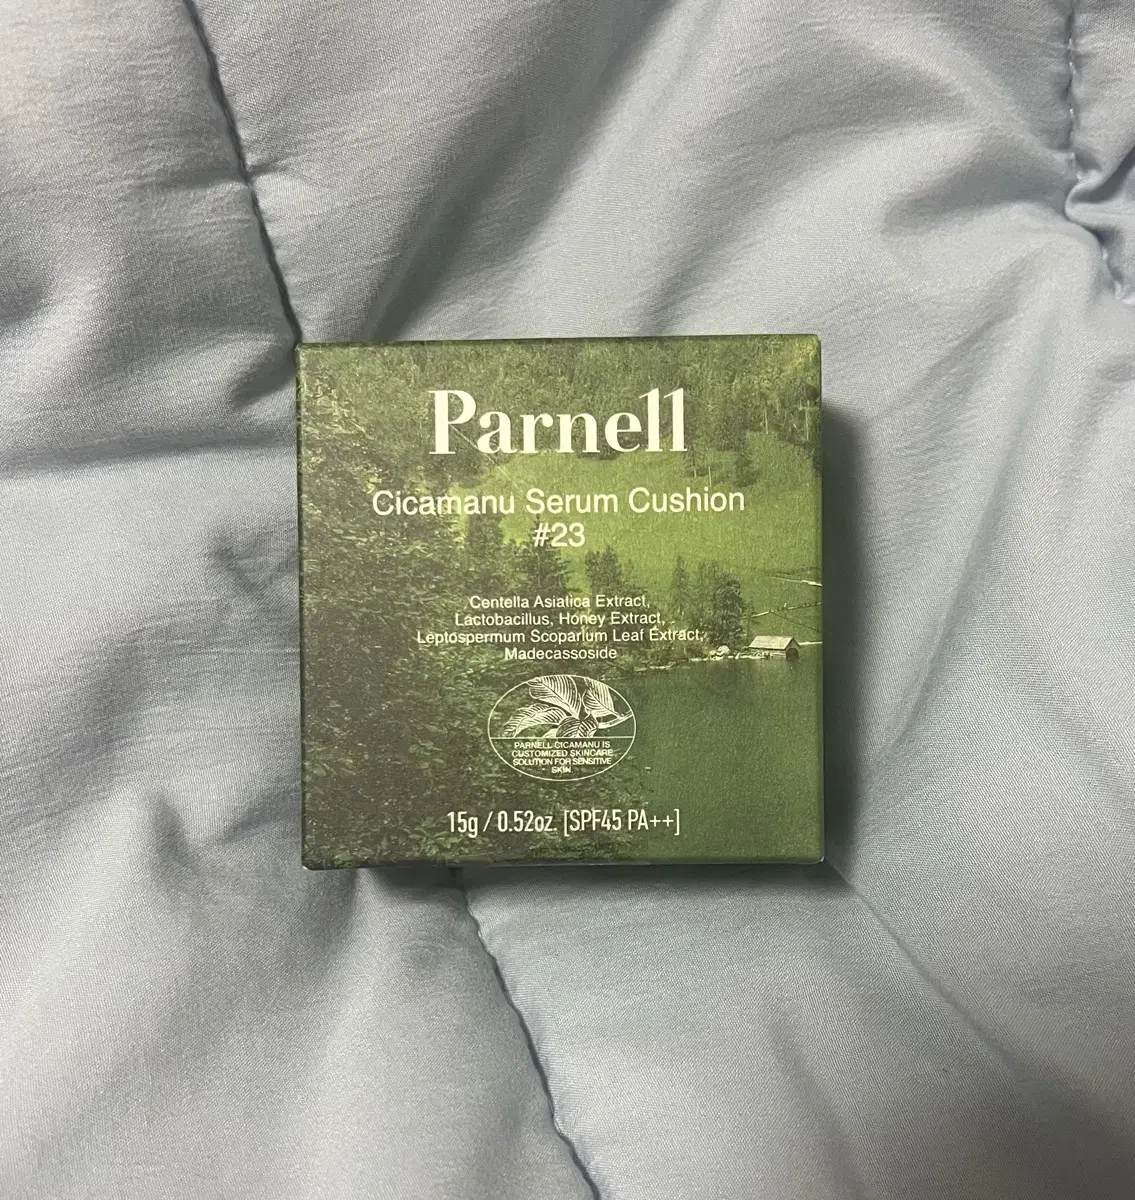 Parnell
Cicamanu Serum Cushion
#23
Centella Asiatica Extract,
Lactobacillus, Honey Extract,
Leptospermum Scoparium Leaf Extract,
Madecassoside
PARNELL CICAMANU IS
CUSTOMIZED SKINCARE
SOLUTION FOR SENSITIVE
SKIN
15g / 0.52oz. [SPF45 PA++]